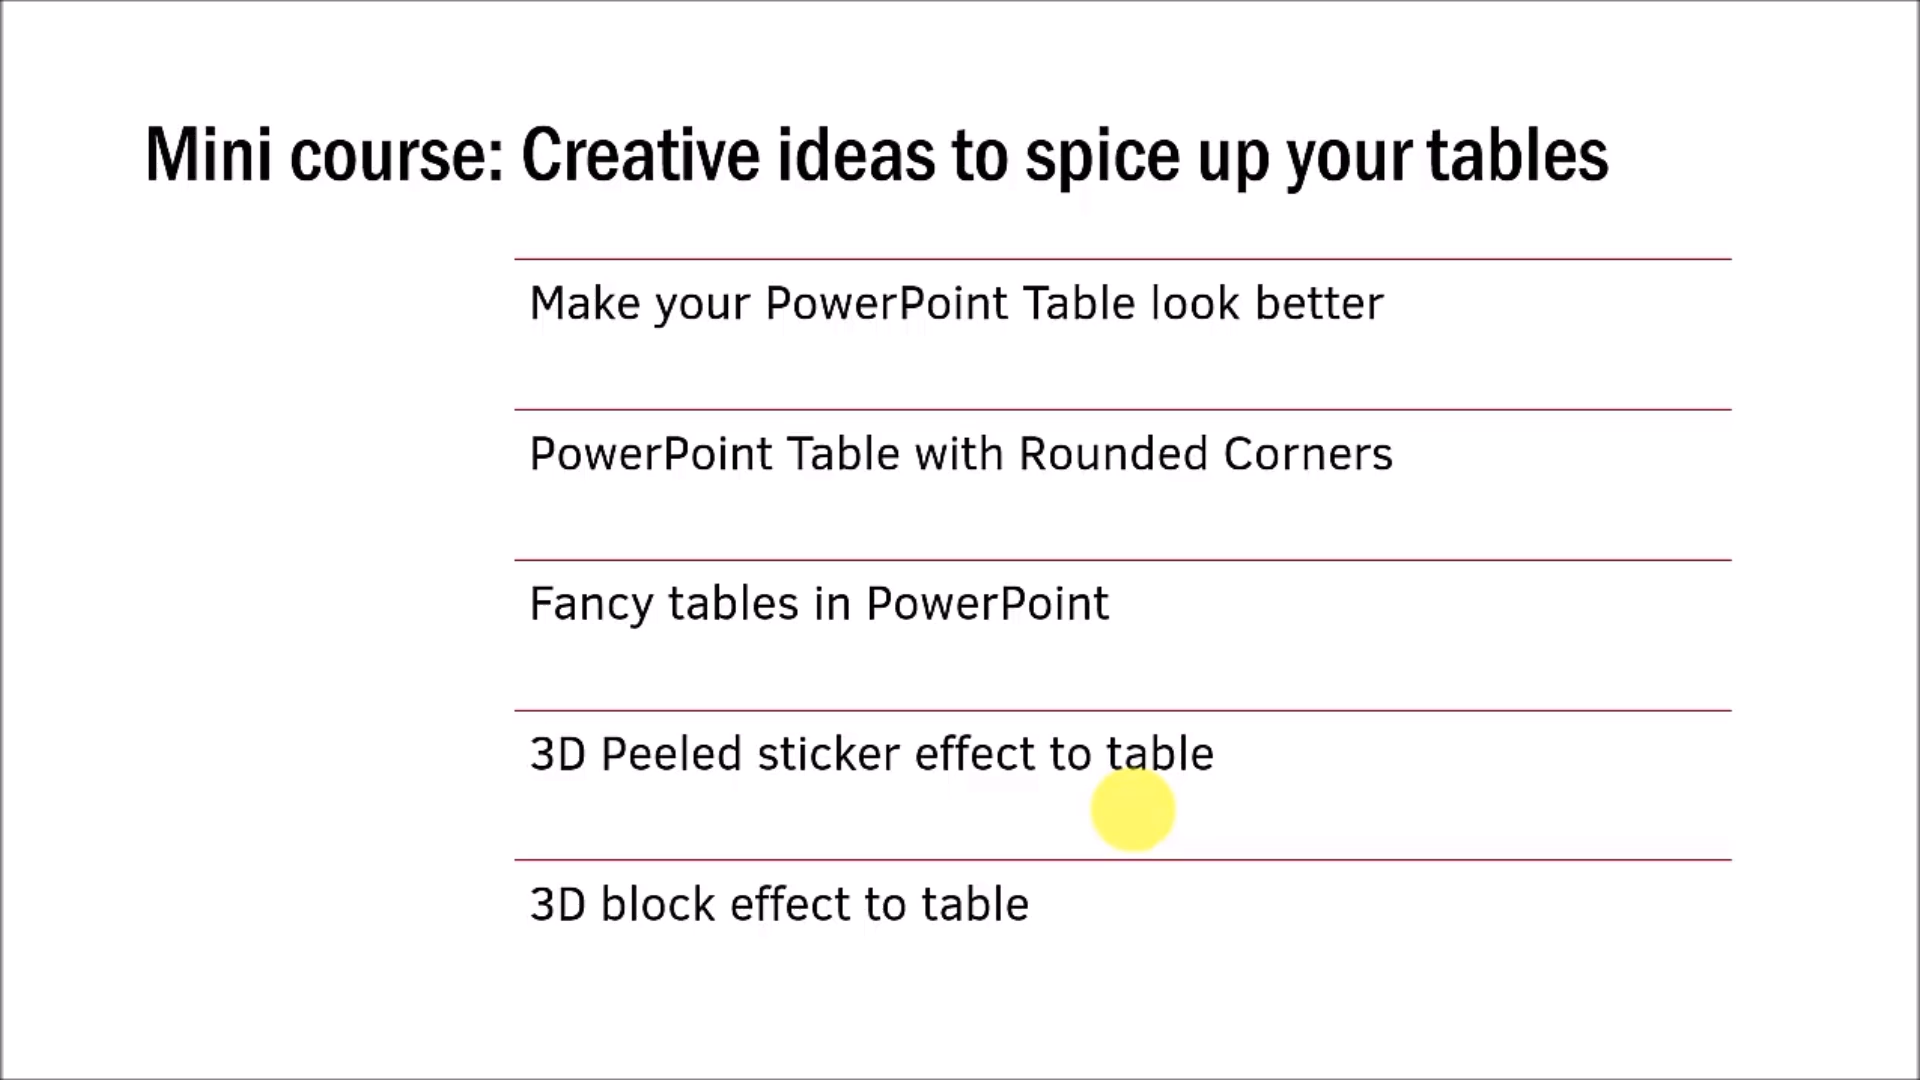 Mini course: Creative ideas to spice up your tables
Make your PowerPoint Table look better
PowerPoint Table with Rounded Corners
Fancy tables in PowerPoint
3D Peeled sticker effect to table
3D block effect to table